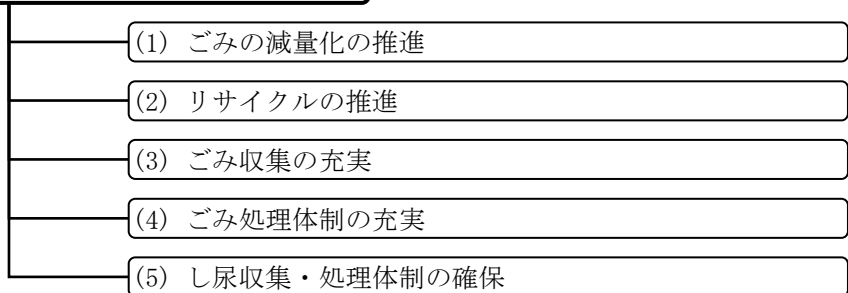 (1) ごみの減量化の推進
(2) リサイクルの推進
(3) ごみ収集の充実
(4) ごみ処理体制の充実
(5) し尿収集・処理体制の確保